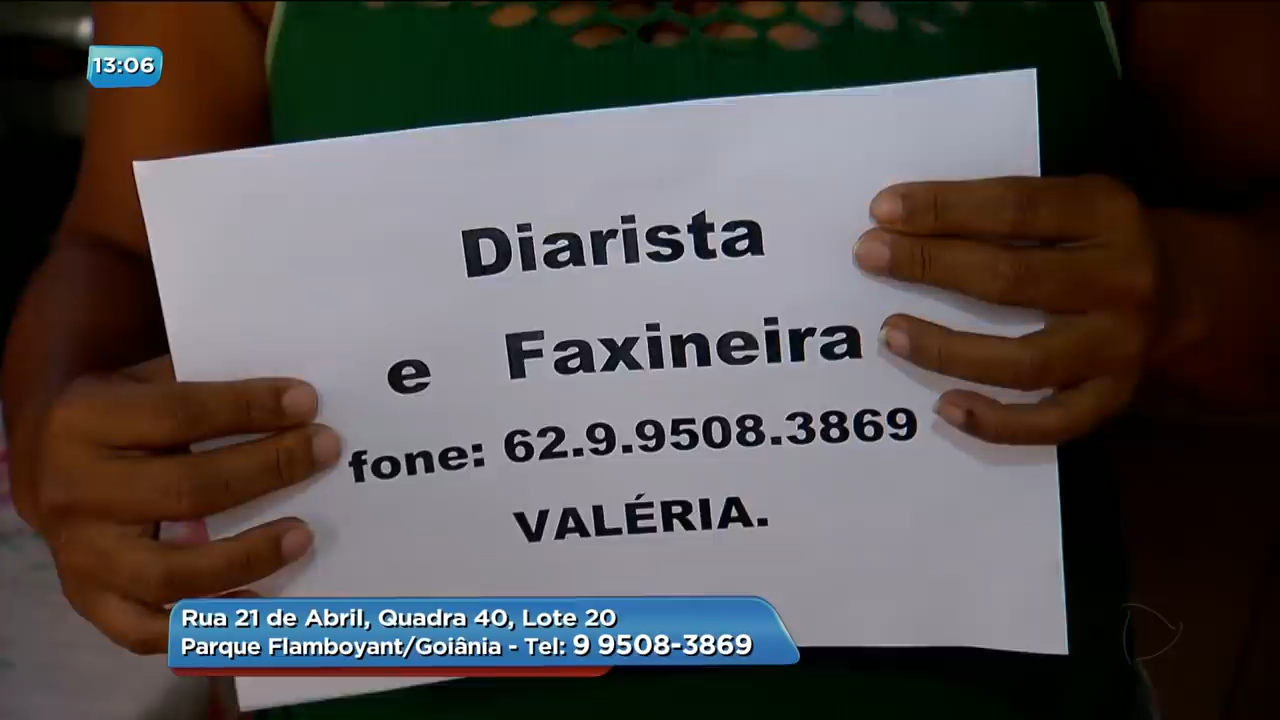 13:06
Diarista
e Faxineira
fone: 62.9.9508.3869
VALÉRIA.
Rua 21 de Abril, Quadra 40, Lote 20
Parque Flamboyant/Goiânia - Tel: 9 9508-3869